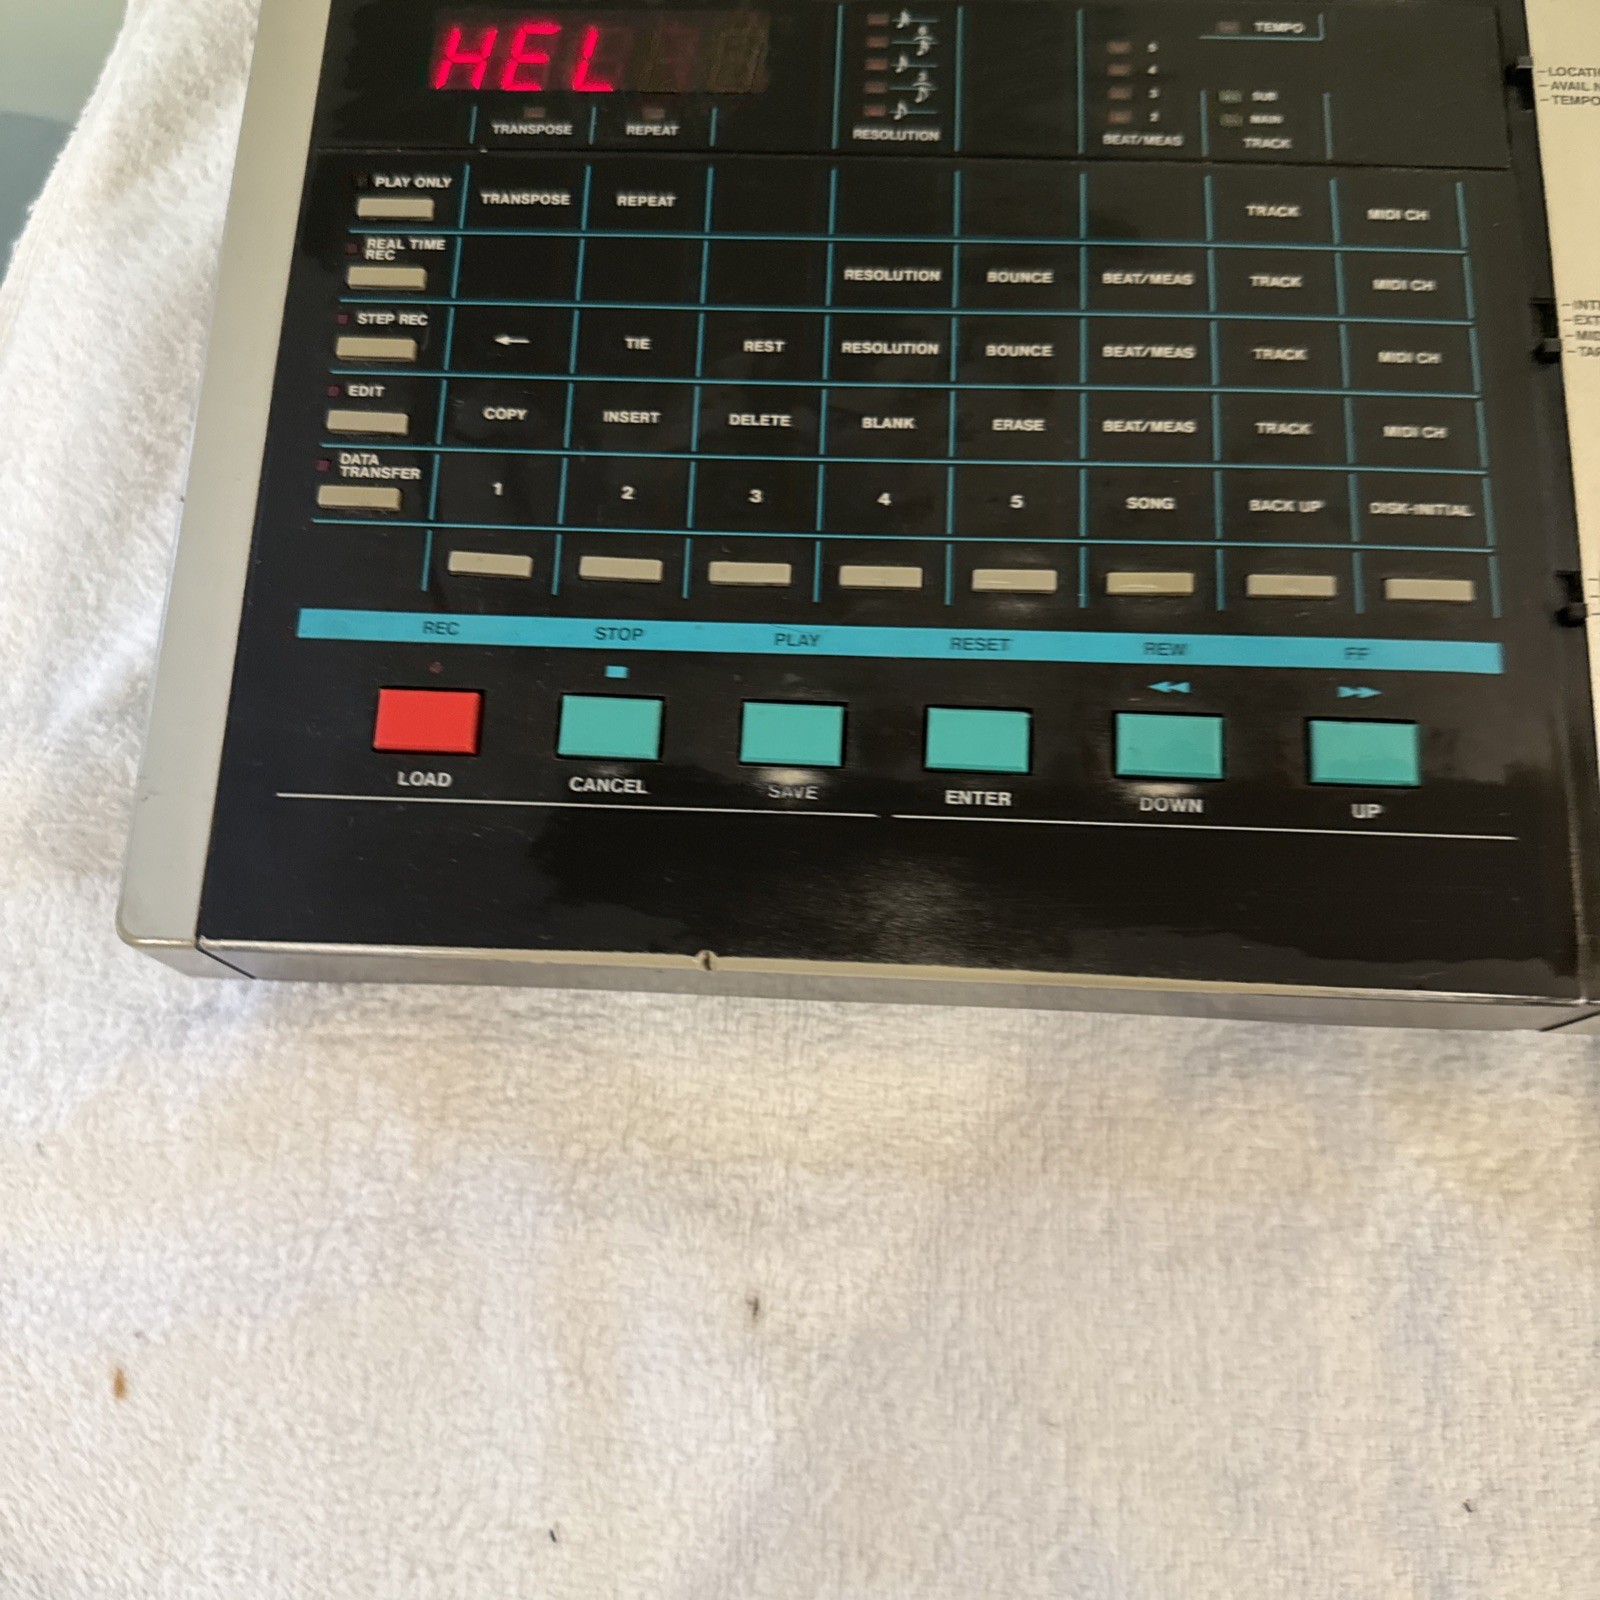 HEL
TEMPO
5
4
3
2
SUB
MAIN
TRANSPOSE REPEAT RESOLUTION BEAT/MEAS TRACK
PLAY ONLY TRANSPOSE REPEAT TRACK MIDI CH
REAL TIME
REC RESOLUTION BOUNCE BEAT/MEAS TRACK MIDI CH
STEP REC TIE REST RESOLUTION BOUNCE BEAT/MEAS TRACK MIDI CH
EDIT COPY INSERT DELETE BLANK ERASE BEAT/MEAS TRACK MIDI CH
DATA
TRANSFER 1 2 3 4 5 SONG BACK UP DISK-INITIAL
REC STOP PLAY RESET REW FF
LOAD CANCEL SAVE ENTER DOWN UP
TEMPO